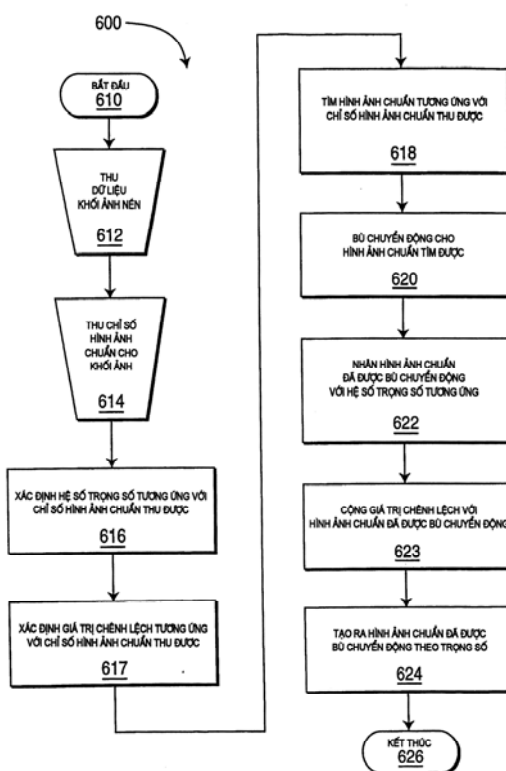 600
BẮT ĐẦU
610
THU
DỮ LIỆU
KHỐI ẢNH NÉN
612
THU CHỈ SỐ
HÌNH ẢNH
CHUẨN CHO
KHỐI ẢNH
614
XÁC ĐỊNH HỆ SỐ TRỌNG SỐ TƯƠNG ỨNG VỚI
CHỈ SỐ HÌNH ẢNH CHUẨN THU ĐƯỢC
616
XÁC ĐỊNH GIÁ TRỊ CHÊNH LỆCH TƯƠNG ỨNG
VỚI CHỈ SỐ HÌNH ẢNH CHUẨN THU ĐƯỢC
617
TÌM HÌNH ẢNH CHUẨN TƯƠNG ỨNG VỚI
CHỈ SỐ HÌNH ẢNH CHUẨN THU ĐƯỢC
618
BÙ CHUYỂN ĐỘNG CHO
HÌNH ẢNH CHUẨN TÌM ĐƯỢC
620
NHÂN HÌNH ẢNH CHUẨN
ĐÃ ĐƯỢC BÙ CHUYỂN ĐỘNG
VỚI HỆ SỐ TRỌNG SỐ TƯƠNG ỨNG
622
CỘNG GIÁ TRỊ CHÊNH LỆCH VỚI
HÌNH ẢNH CHUẨN ĐÃ ĐƯỢC BÙ CHUYỂN ĐỘNG
623
TẠO RA HÌNH ẢNH CHUẨN ĐÃ ĐƯỢC
BÙ CHUYỂN ĐỘNG THEO TRỌNG SỐ
624
KẾT THÚC
626